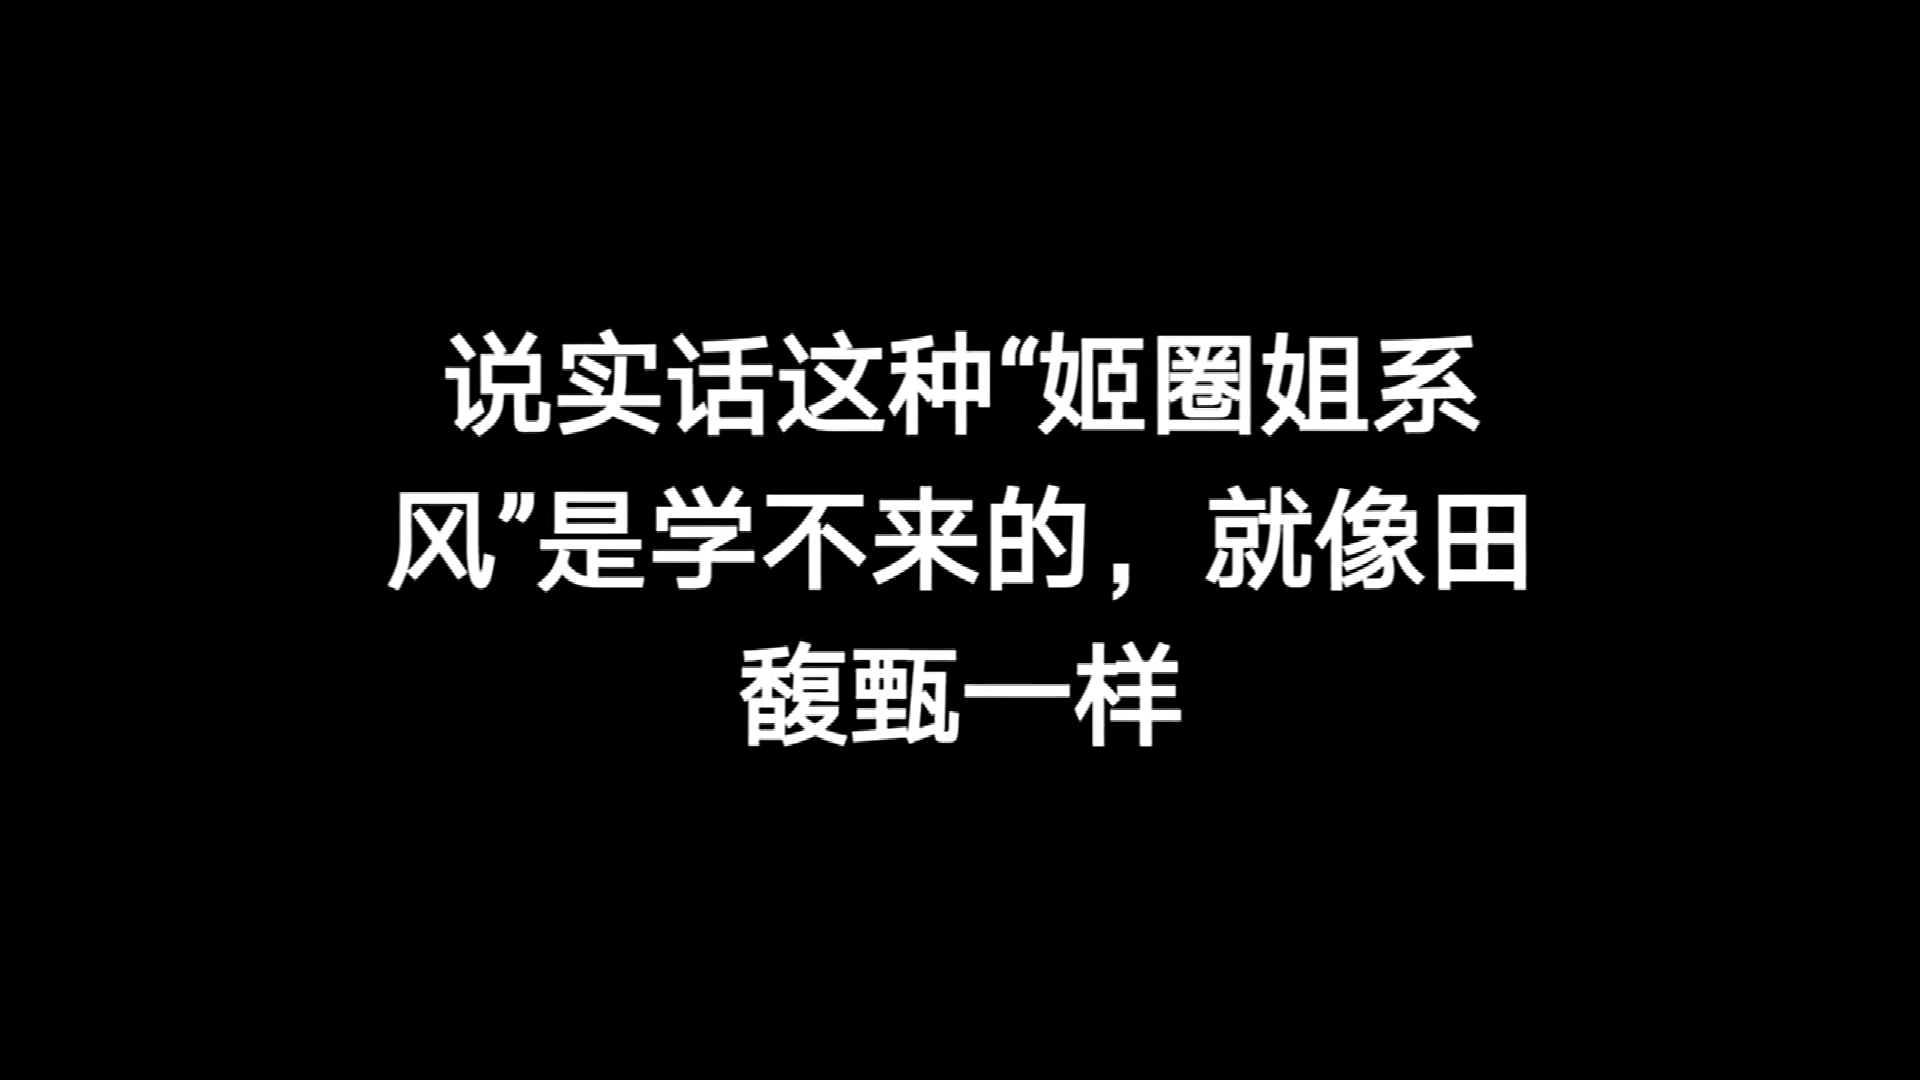 说实话这种“姬圈姐系
风”是学不来的，就像田
馥甄一样